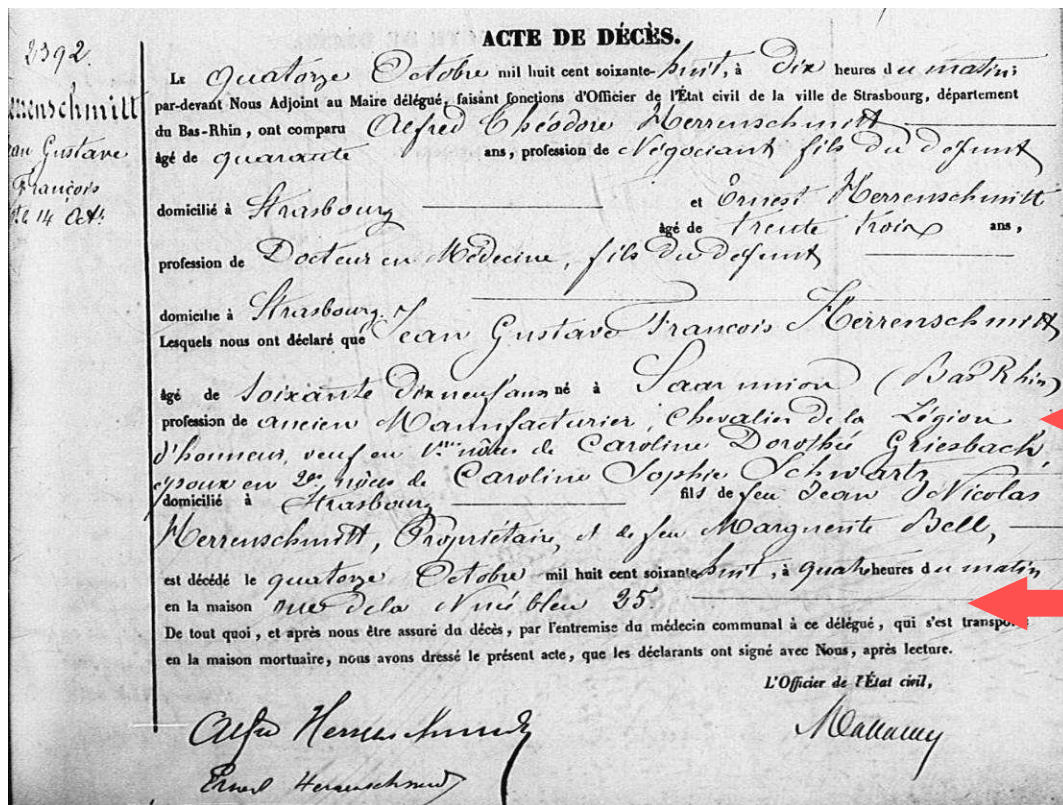 2392.
ACTE DE DÉCÈS.
Le quatorze Octobre mil huit cent soixante-huit, à Dix heures du matin;
par-devant Nous Adjoint au Maire délégué, faisant fonctions d'Officier de l'État civil de la ville de Strasbourg, département
errenschmitt
du Bas-Rhin, ont comparu Alfred Théodore Herrenschmitt
an Gustave
âgé de quarante ans, profession de Négociant fils du défunt
François
domicilié à Strasbourg et Ernest Herrenschmitt
le 14 Oct.
âgé de trente trois ans,
profession de Docteur en Médecine, fils du défunt
domicilié à Strasbourg.
Lesquels nous ont déclaré que Jean Gustave François Herrenschmitt
âgé de soixante dix neuf ans né à Saarunion (Bas Rhin)
profession de ancien Manufacturier, Chevalier de la Légion
d'honneur, veuf en 1res nôces de Caroline Dorothé Griesbach,
époux en 2es nôces de Caroline Sophie Schwartz
domicilié à Strasbourg fils de feu Jean Nicolas
Herrenschmitt, Propriétaire, et de feu Marguerite Bell,
est décédé le quatorze Octobre mil huit cent soixante-huit, à quatre heures du matin
en la maison rue de la Nuée bleu 25.
De tout quoi, et après nous être assuré du décès, par l'entremise du médecin communal à ce délégué, qui s'est transporté
en la maison mortuaire, nous avons dressé le présent acte, que les déclarants ont signé avec Nous, après lecture.
L'Officier de l'État civil,
Alfred Herrenschmidt
Ernest Herrenschmidt